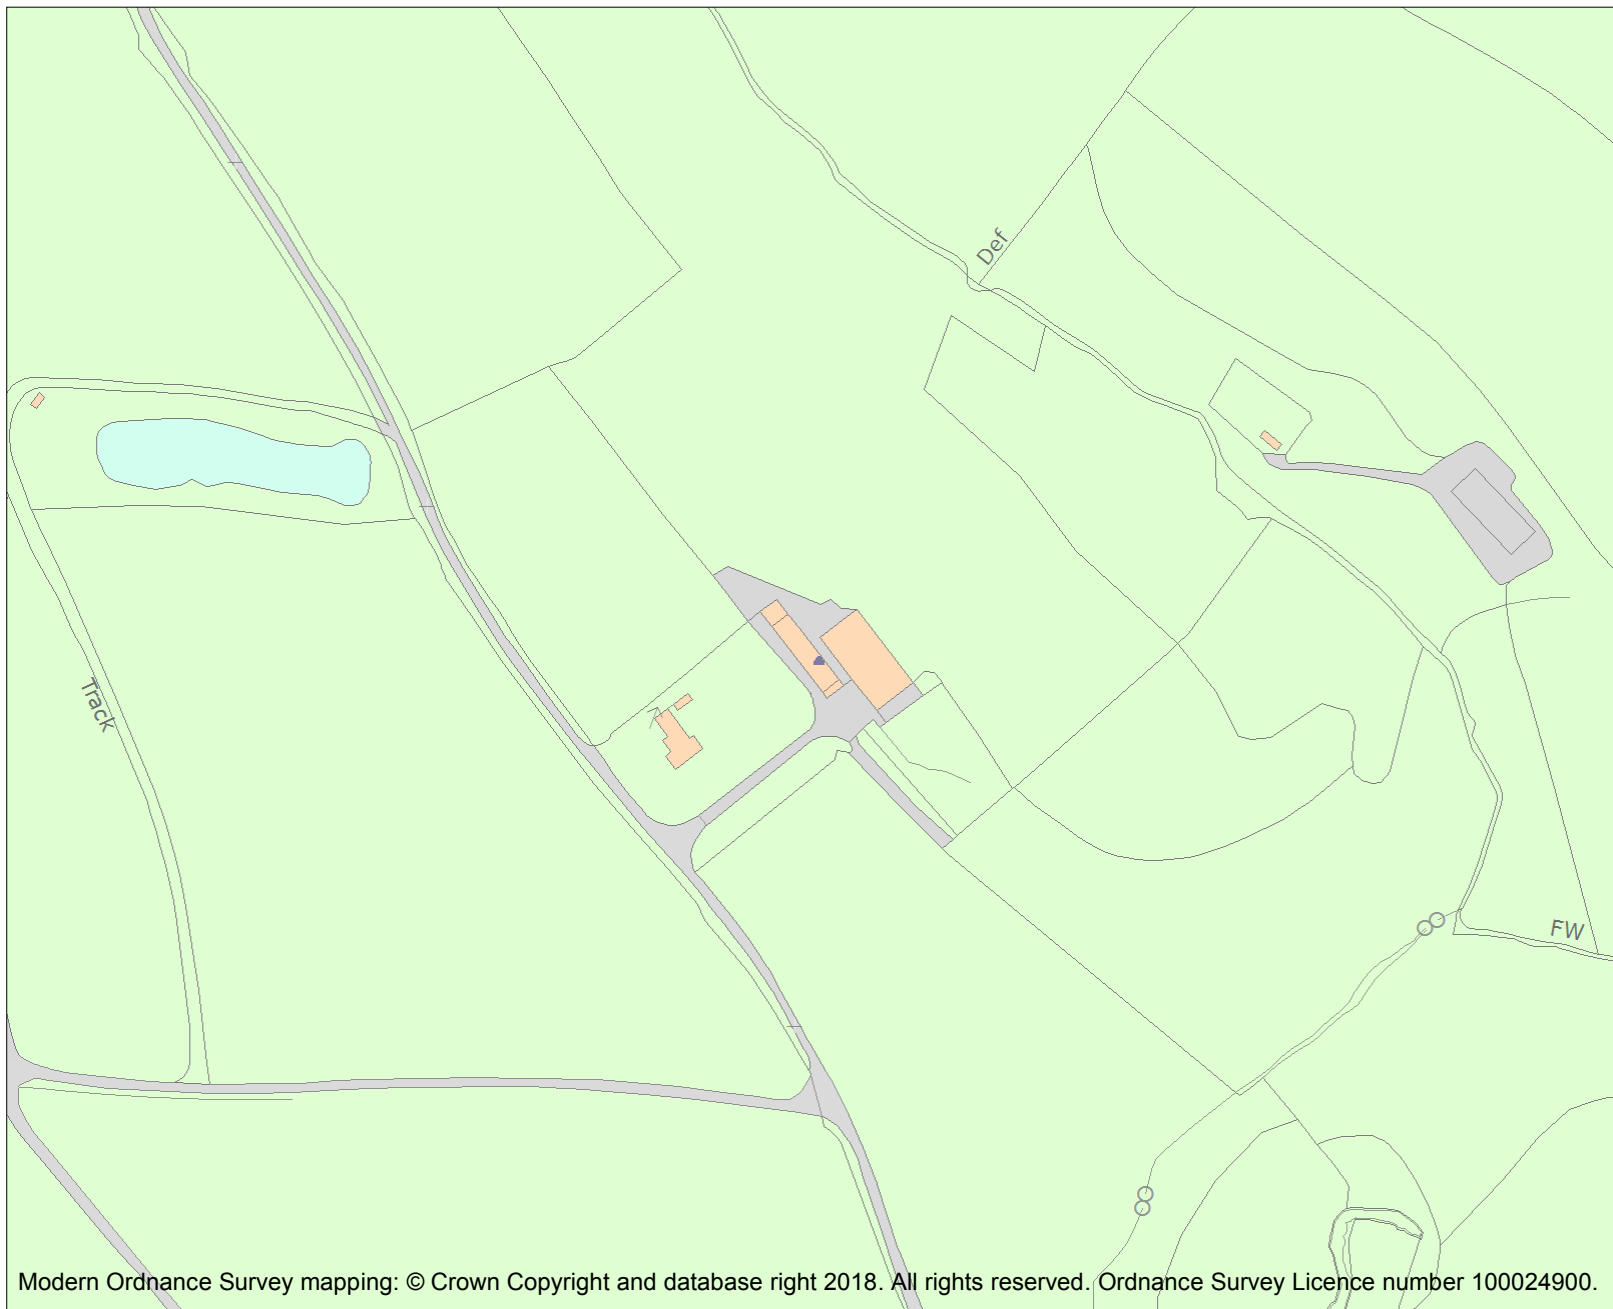 Def
Track
FW
Modern Ordnance Survey mapping: © Crown Copyright and database right 2018. All rights reserved. Ordnance Survey Licence number 100024900.